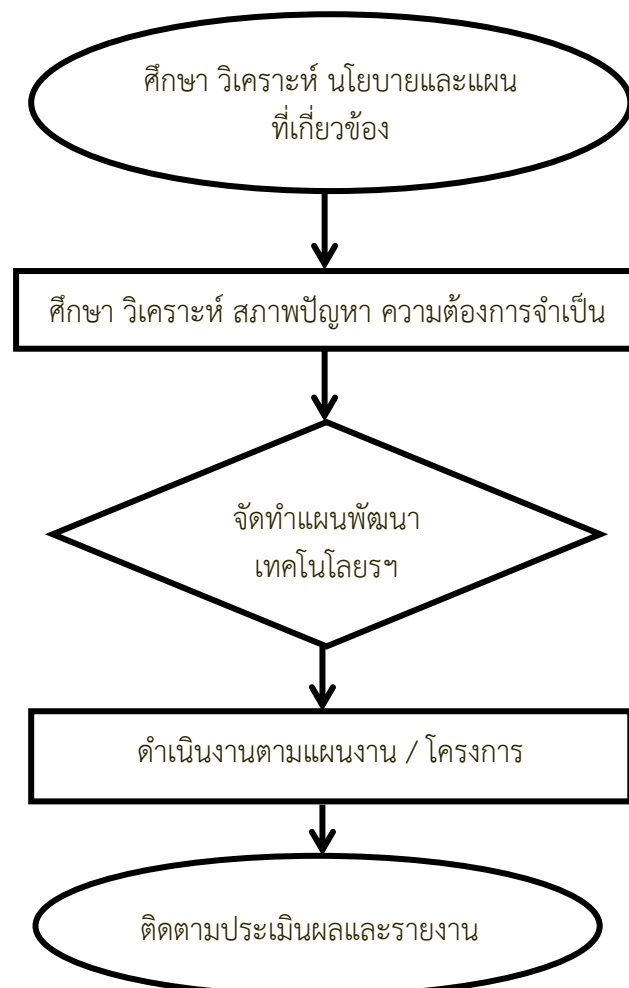 ศึกษา วิเคราะห์ นโยบายและแผน
ที่เกี่ยวข้อง
ศึกษา วิเคราะห์ สภาพปัญหา ความต้องการจำเป็น
จัดทำแผนพัฒนา
เทคโนโลยรฯ
ดำเนินงานตามแผนงาน / โครงการ
ติดตามประเมินผลและรายงาน